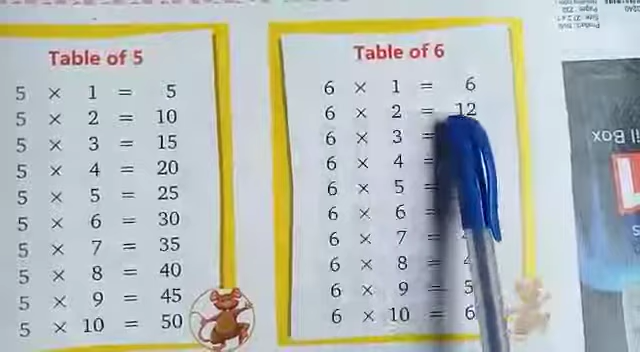 Table of 5
5 × 1 = 5
5 × 2 = 10
5 × 3 = 15
5 × 4 = 20
5 × 5 = 25
5 × 6 = 30
5 × 7 = 35
5 × 8 = 40
5 × 9 = 45
5 × 10 = 50
Table of 6
6 × 1 = 6
6 × 2 = 12
6 × 3 =
6 × 4 =
6 × 5 =
6 × 6 =
6 × 7 =
6 × 8 =
6 × 9 =
6 × 10 =
Box